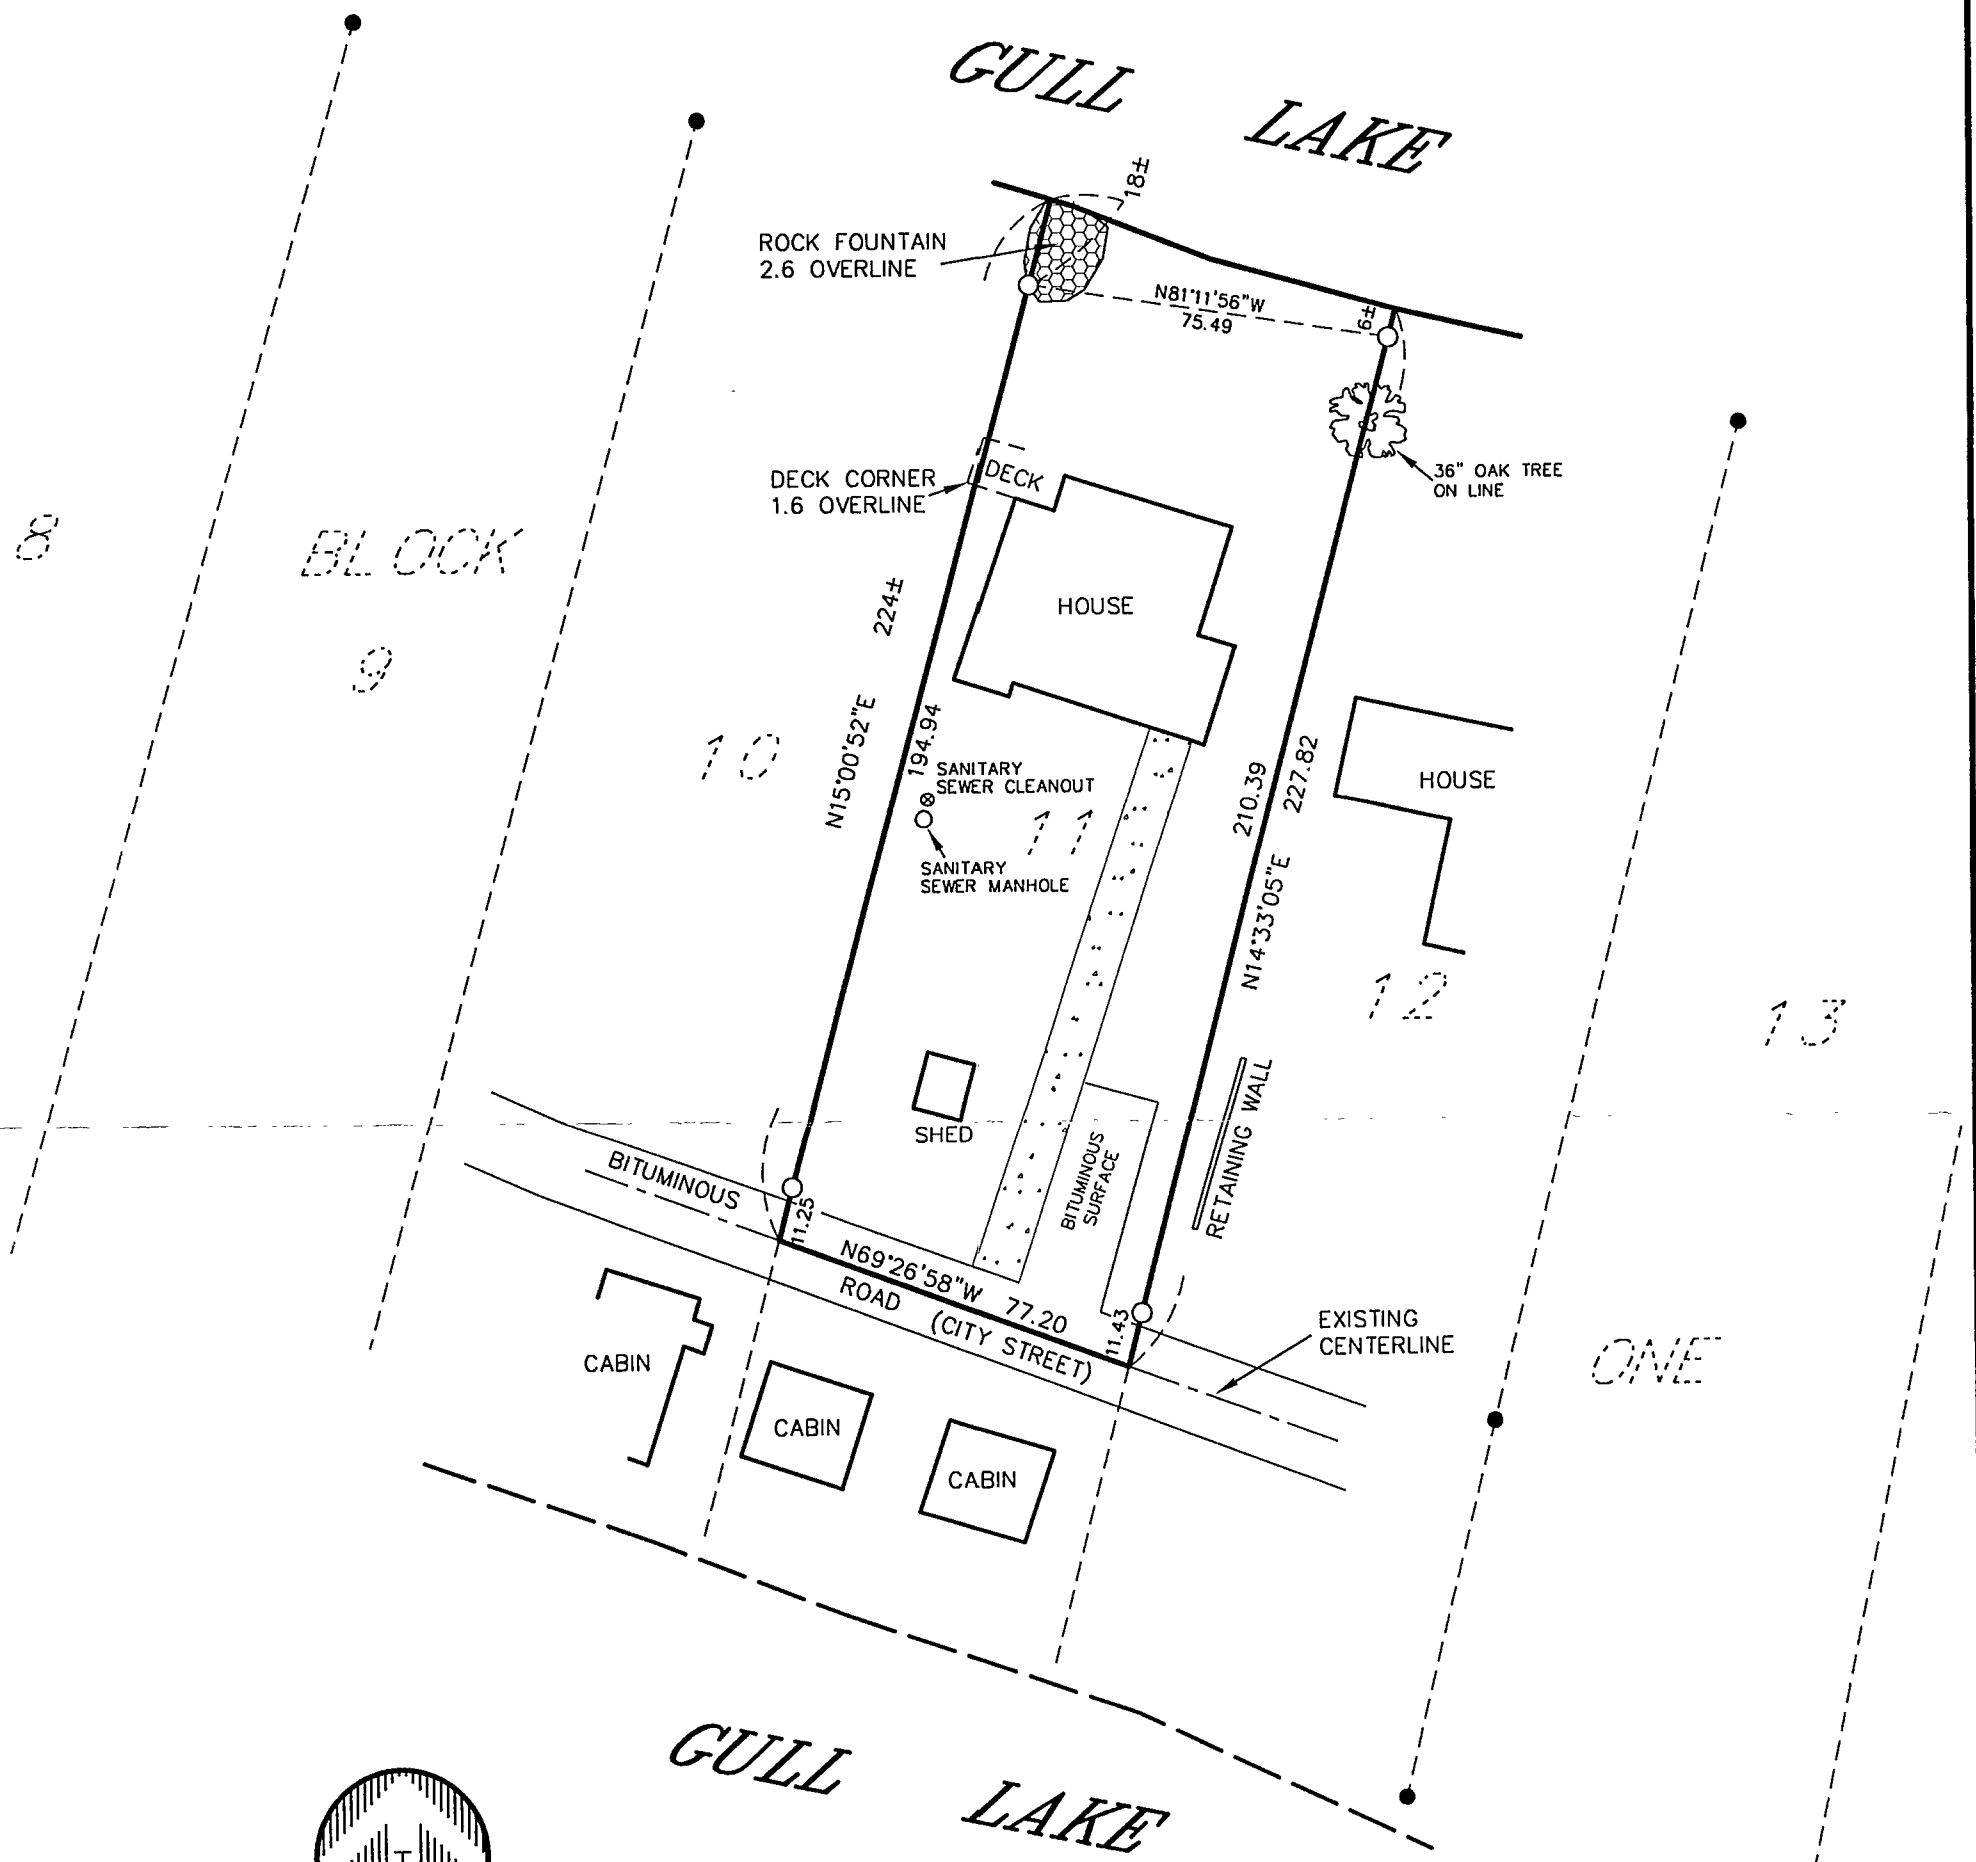 GULL LAKE
18±
ROCK FOUNTAIN
2.6 OVERLINE
N81°11'56"W
75.49
6±
DECK CORNER
1.6 OVERLINE
DECK
36" OAK TREE
ON LINE
8
BLOCK
9
10
224±
HOUSE
N15°00'52"E
194.94
SANITARY
SEWER CLEANOUT
11
SANITARY
SEWER MANHOLE
210.39
227.82
N14°33'05"E
HOUSE
12
13
SHED
BITUMINOUS
SURFACE
RETAINING WALL
BITUMINOUS
11.25
N69°26'58"W 77.20
ROAD (CITY STREET)
11.43
EXISTING
CENTERLINE
CABIN
CABIN
CABIN
ONE
GULL LAKE